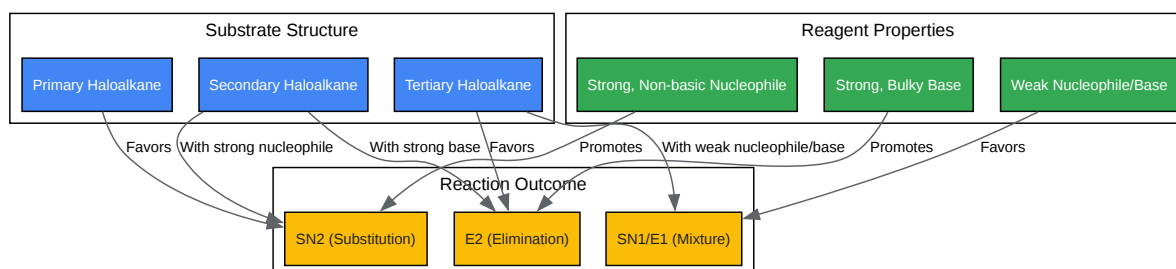 Substrate Structure
Reagent Properties
Primary Haloalkane
Secondary Haloalkane
Tertiary Haloalkane
Strong, Non-basic Nucleophile
Strong, Bulky Base
Weak Nucleophile/Base
Favors
With strong nucleophile
With strong base
Favors
Promotes
With weak nucleophile/base
Promotes
Favors
Reaction Outcome
SN2 (Substitution)
E2 (Elimination)
SN1/E1 (Mixture)